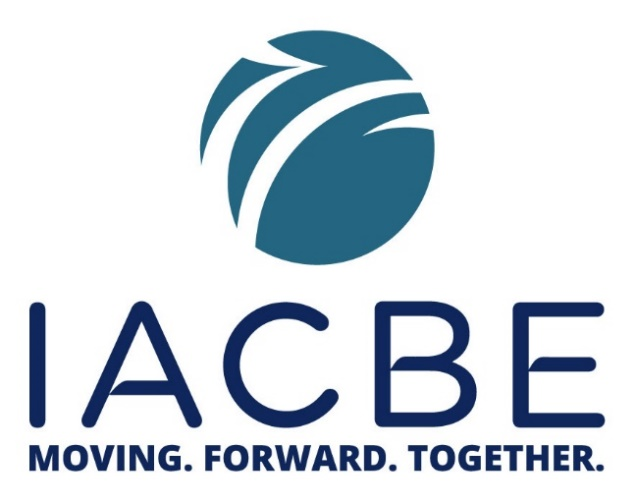 IACBE
MOVING. FORWARD. TOGETHER.